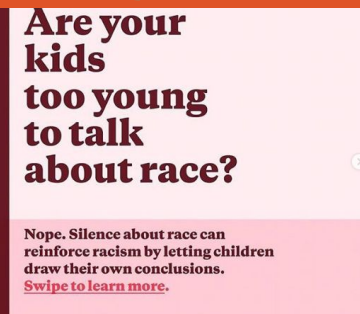 Are your
kids
too young
to talk
about race?
Nope. Silence about race can
reinforce racism by letting children
draw their own conclusions.
Swipe to learn more.